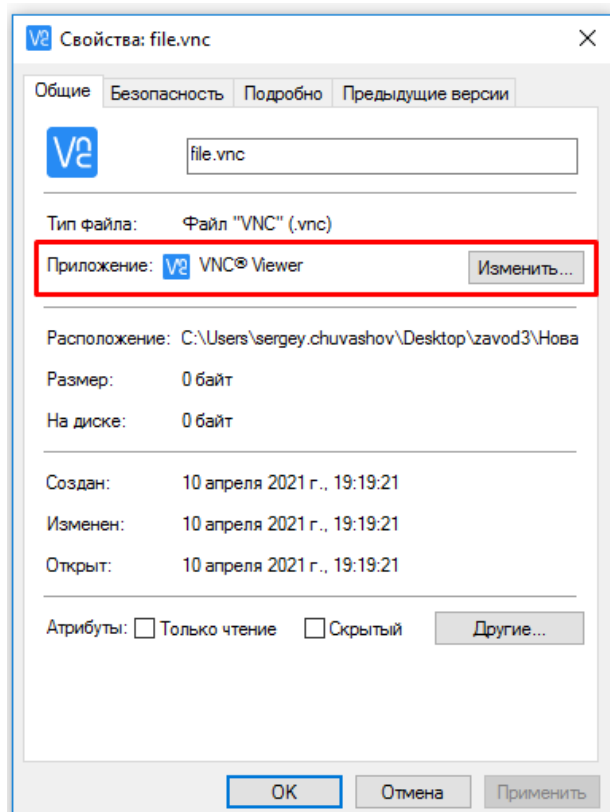 Свойства: file.vnc
Общие Безопасность Подробно Предыдущие версии
file.vnc
Тип файла: Файл "VNC" (.vnc)
Приложение: VNC® Viewer Изменить...
Расположение: C:\Users\sergey.chuvashov\Desktop\zavod3\Нова
Размер: 0 байт
На диске: 0 байт
Создан: 10 апреля 2021 г., 19:19:21
Изменен: 10 апреля 2021 г., 19:19:21
Открыт: 10 апреля 2021 г., 19:19:21
Атрибуты: Только чтение Скрытый Другие...
OK Отмена Применить